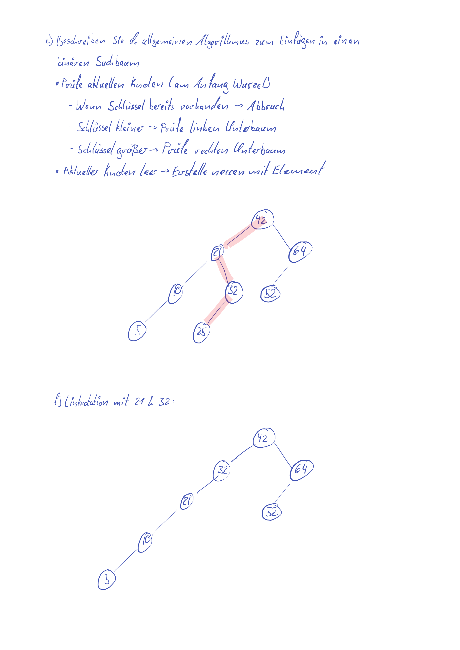 Beschreiben Sie den allgemeinen Algorithmus zum Einfügen in einen
binären Suchbaum
• Prüfe aktuellen Knoten (am Anfang Wurzel)
- Wenn Schlüssel bereits vorhanden → Abbruch
Schlüssel kleiner → Prüfe linken Unterbaum
- Schlüssel größer → Prüfe rechten Unterbaum
• Aktueller Knoten leer → Erstelle neuen mit Element
42
21 64
10 32 52
5 28
f) Linksrotation mit 21 & 32:
42
32 64
21 52
10
5